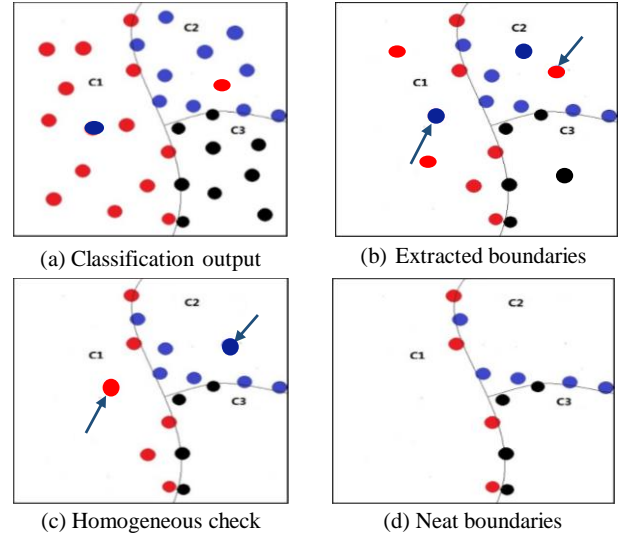 C2
C1
C3
(a) Classification output
C2
C1
C3
(b) Extracted boundaries
C2
C1
C3
(c) Homogeneous check
C2
C1
C3
(d) Neat boundaries